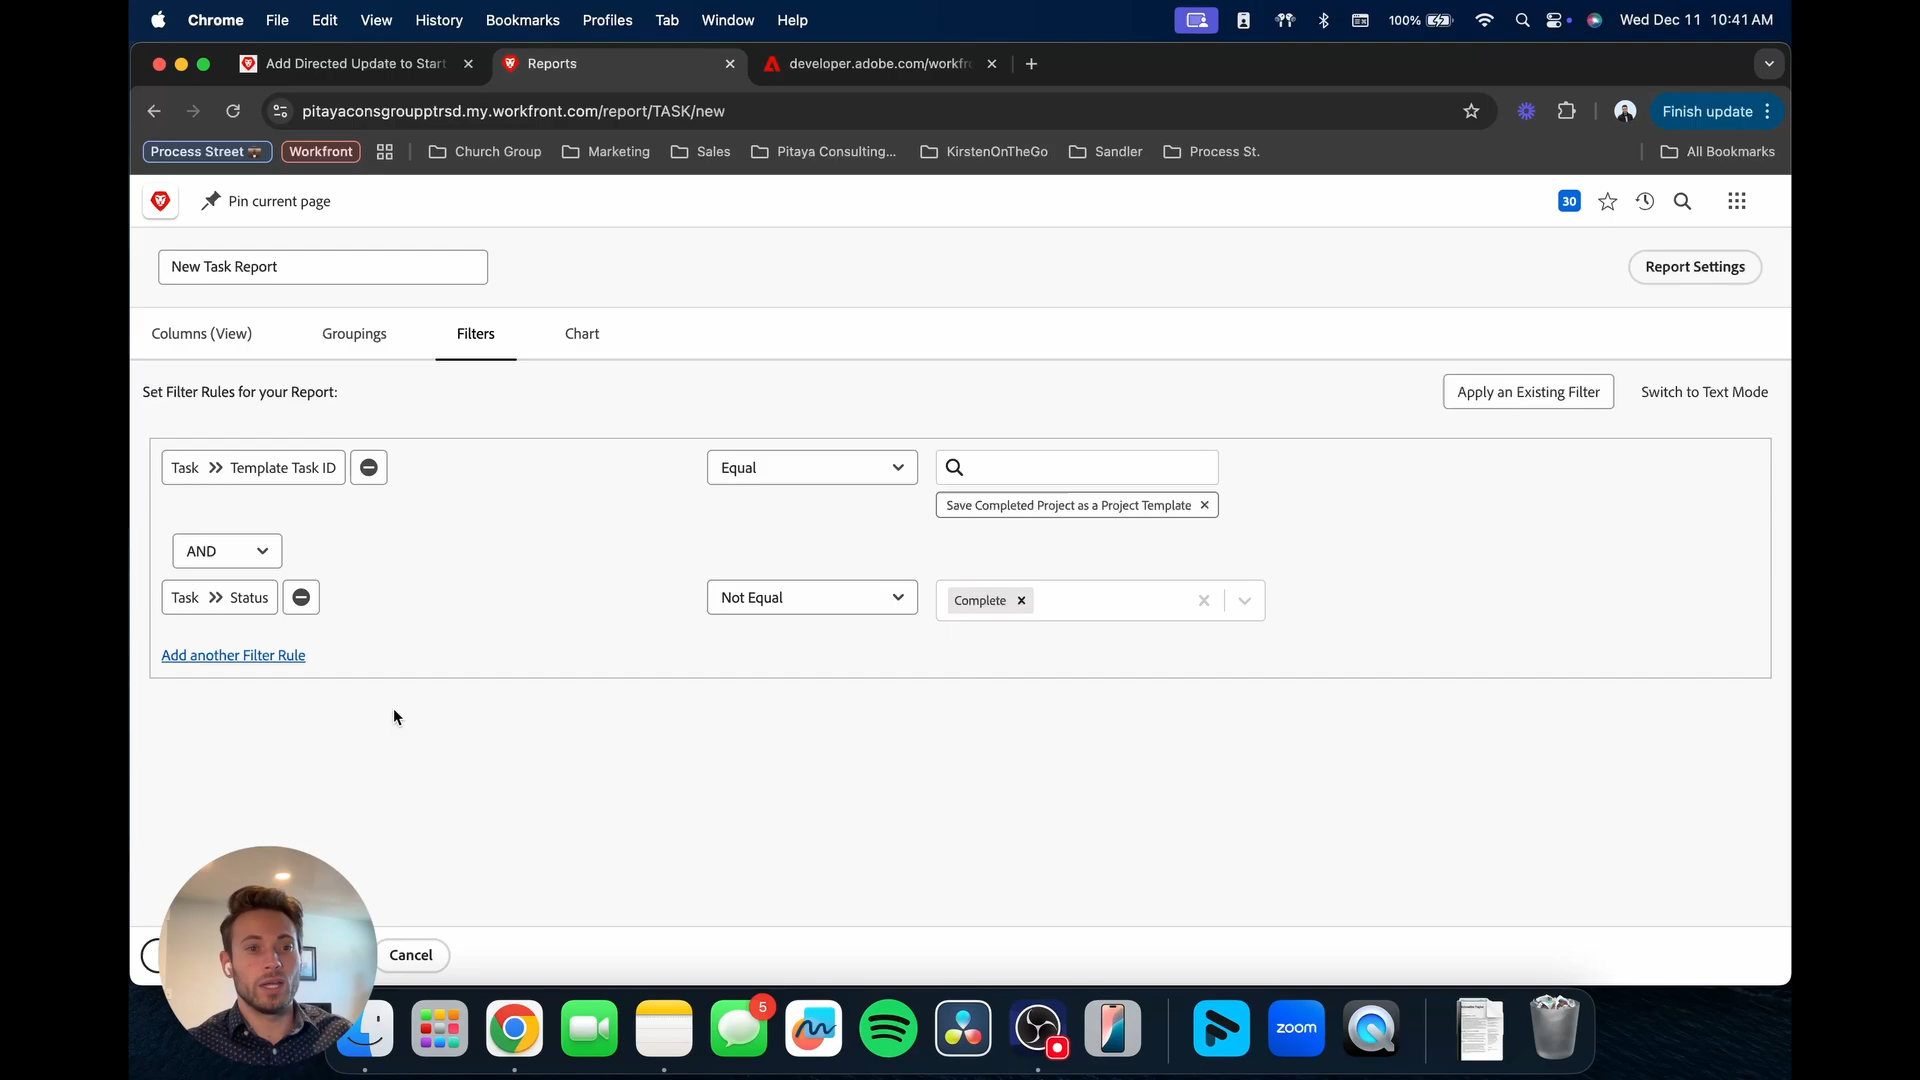 Chrome File Edit View History Bookmarks Profiles Tab Window Help 100% Wed Dec 11 10:41 AM
Add Directed Update to Start Reports developer.adobe.com/workfr
pitayaconsgroupptrsd.my.workfront.com/report/TASK/new Finish update
Process Street Workfront Church Group Marketing Sales Pitaya Consulting... KirstenOnTheGo Sandler Process St. All Bookmarks
Pin current page 30
New Task Report Report Settings
Columns (View) Groupings Filters Chart
Set Filter Rules for your Report: Apply an Existing Filter Switch to Text Mode
Task Template Task ID Equal
Save Completed Project as a Project Template
AND
Task Status Not Equal Complete
Add another Filter Rule
Cancel
5
zoom